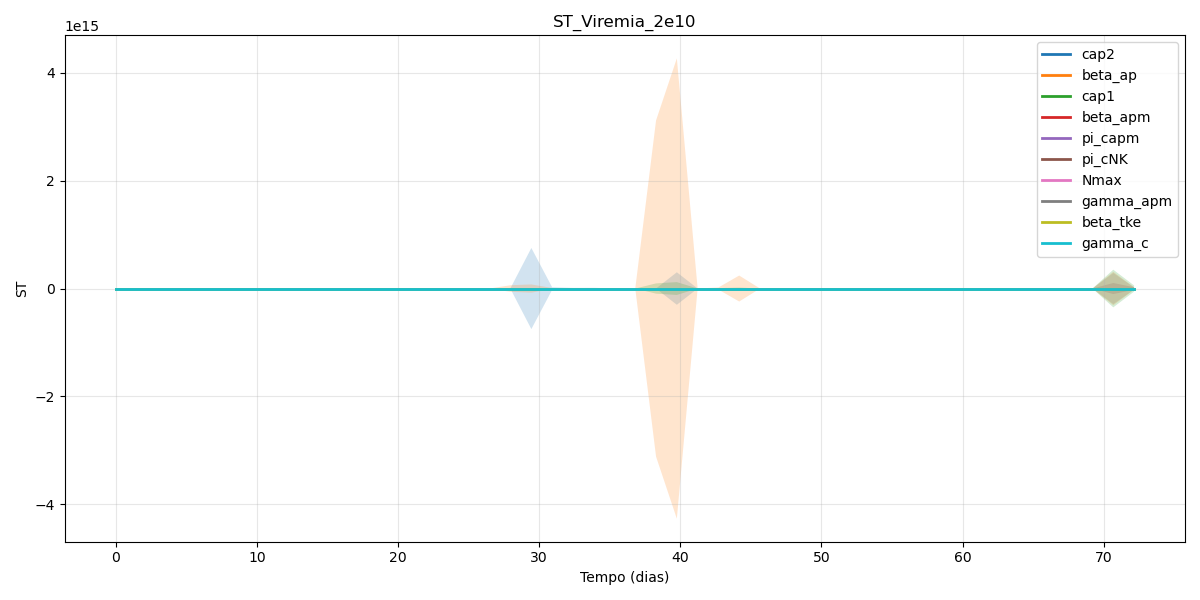 ST_Viremia_2e10
1e15
4
2
0
−2
−4
ST
0 10 20 30 40 50 60 70
Tempo (dias)
cap2
beta_ap
cap1
beta_apm
pi_capm
pi_cNK
Nmax
gamma_apm
beta_tke
gamma_c